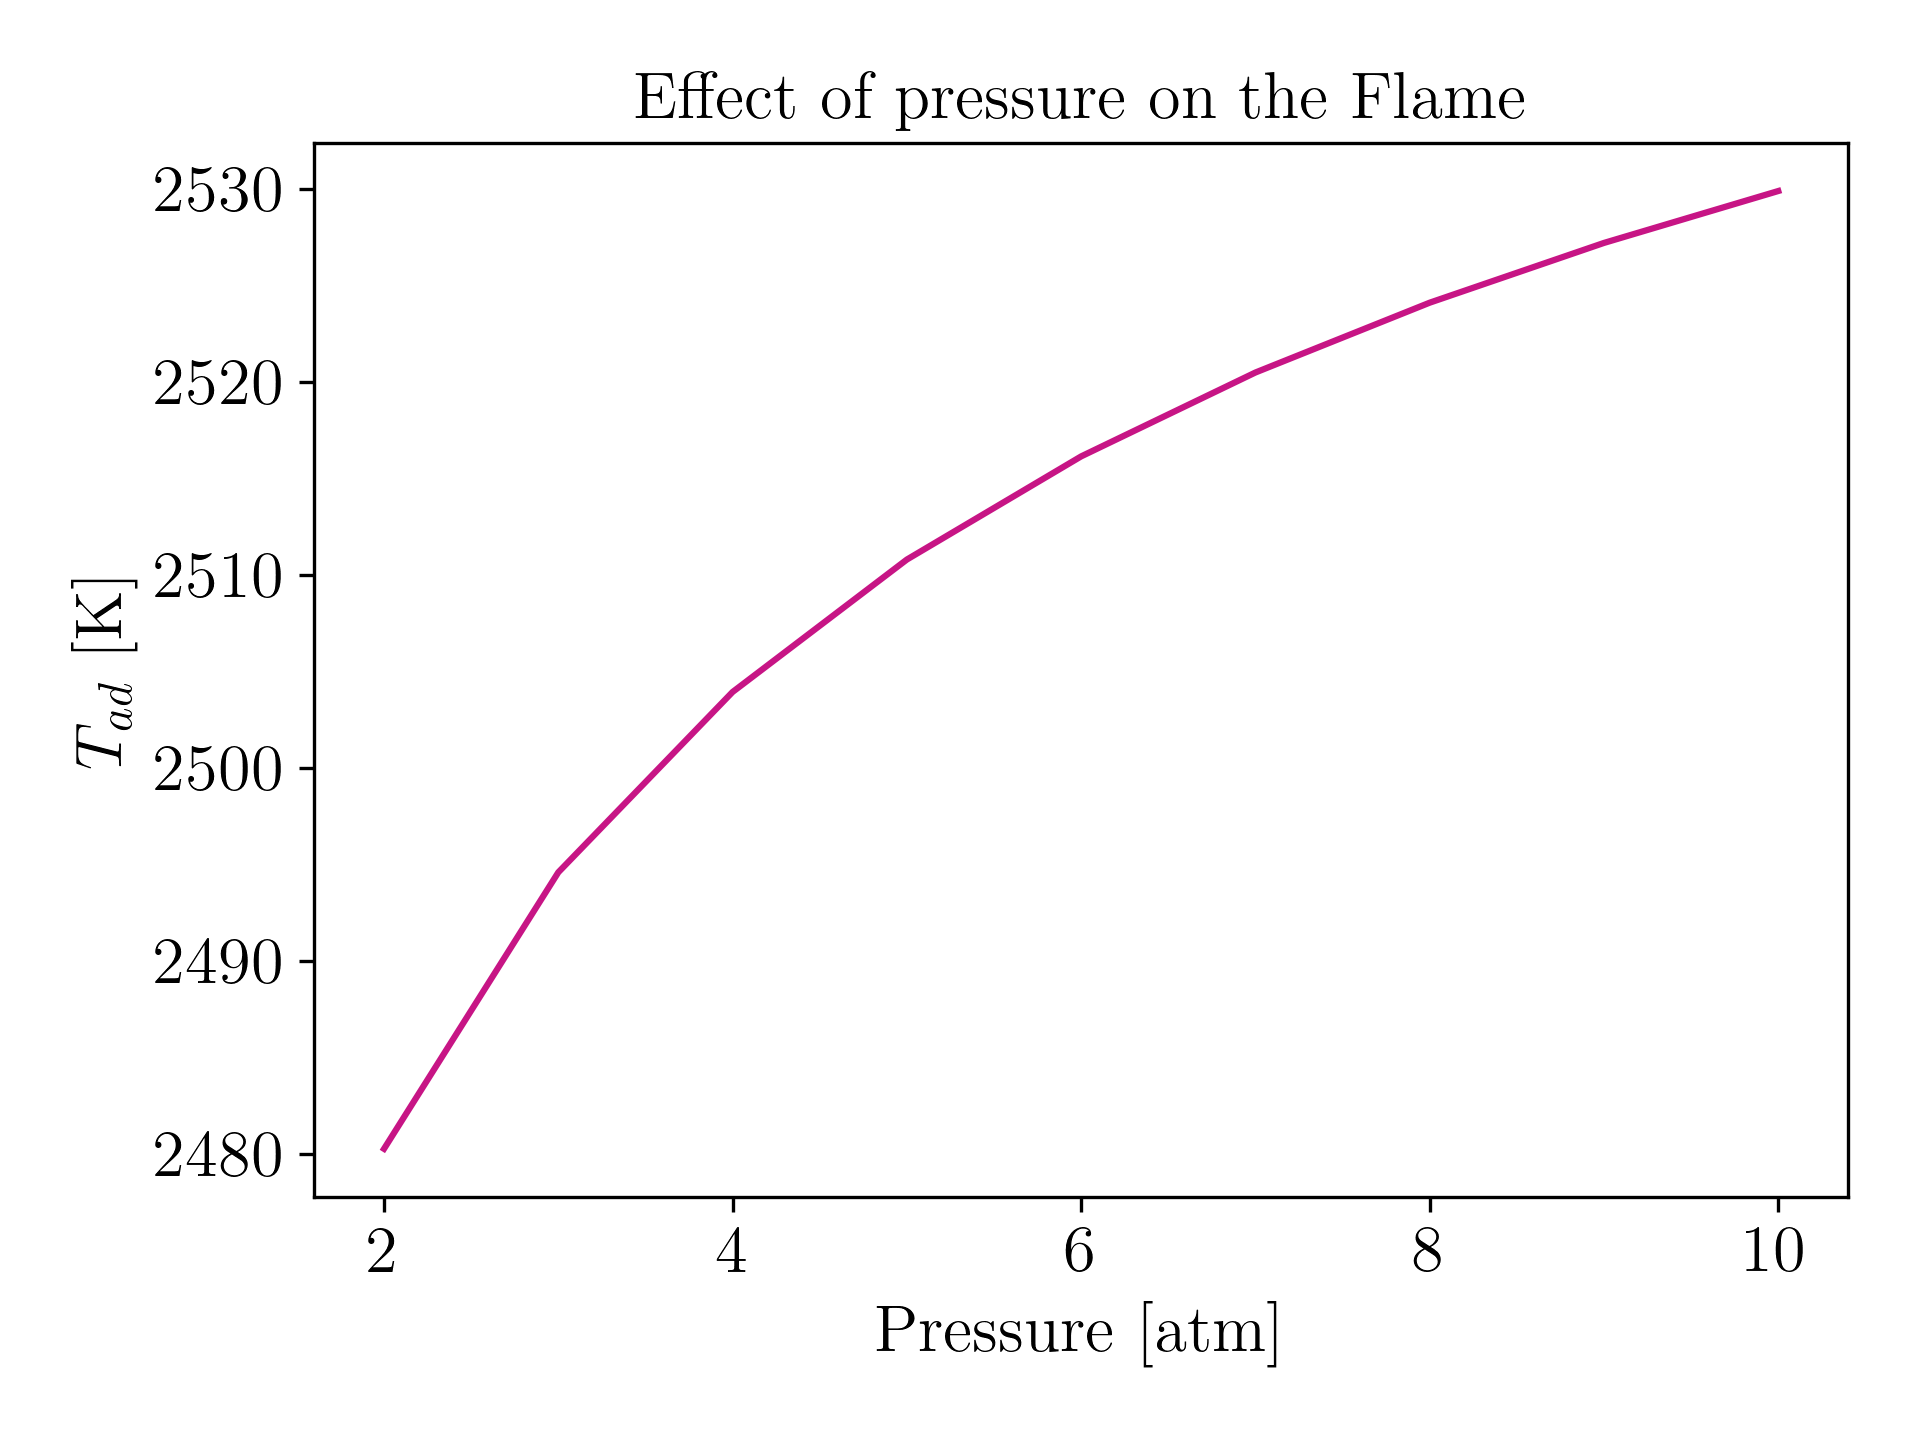 Effect of pressure on the Flame
2530
2520
2510
2500
2490
2480
T_{ad} [K]
2 4 6 8 10
Pressure [atm]